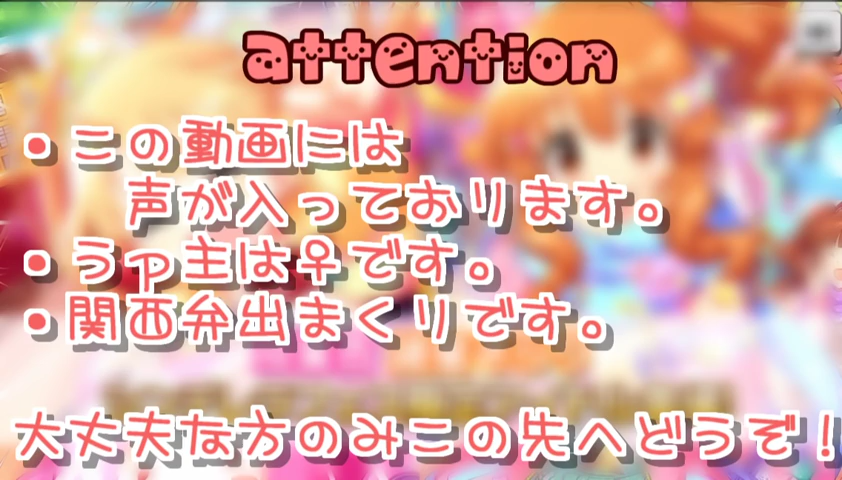 attention
・この動画には
声が入っております。
・うp主は♀です。
・関西弁出まくりです。
大丈夫な方のみこの先へどうぞ！